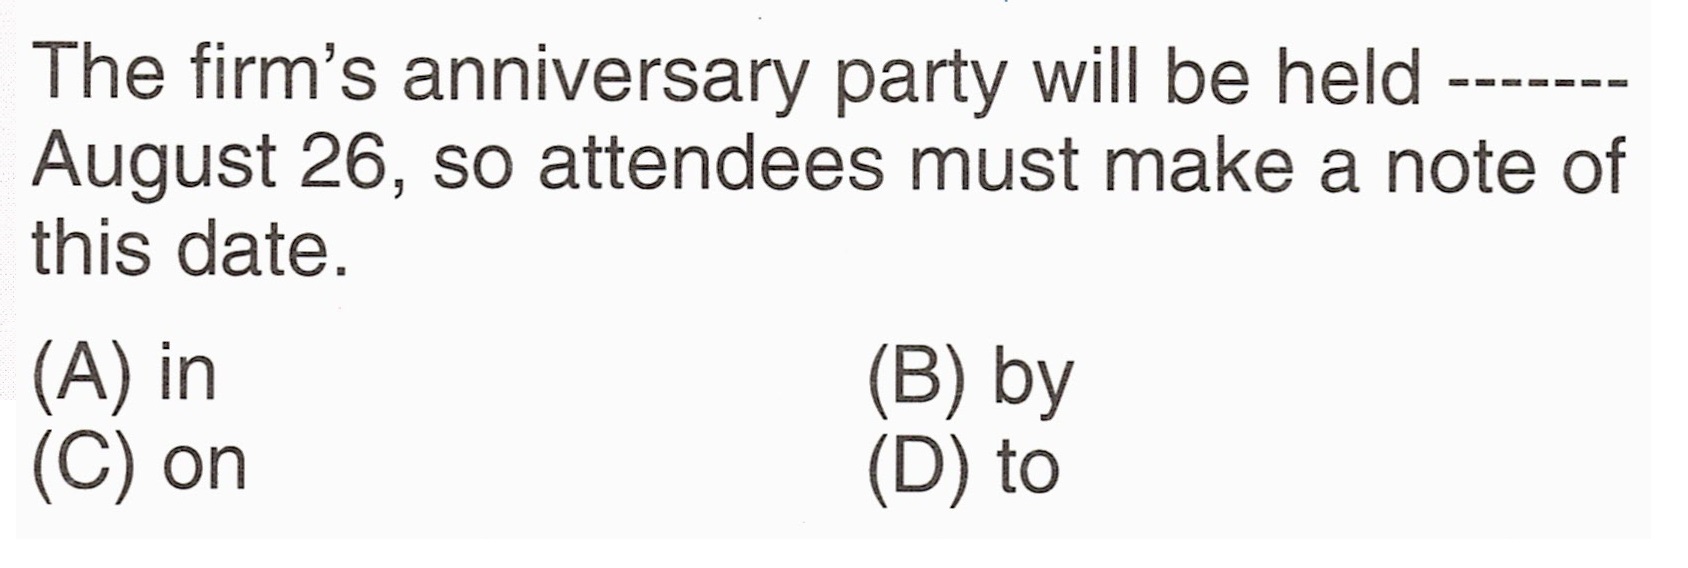 The firm's anniversary party will be held -------
August 26, so attendees must make a note of
this date.
(A) in (B) by
(C) on (D) to